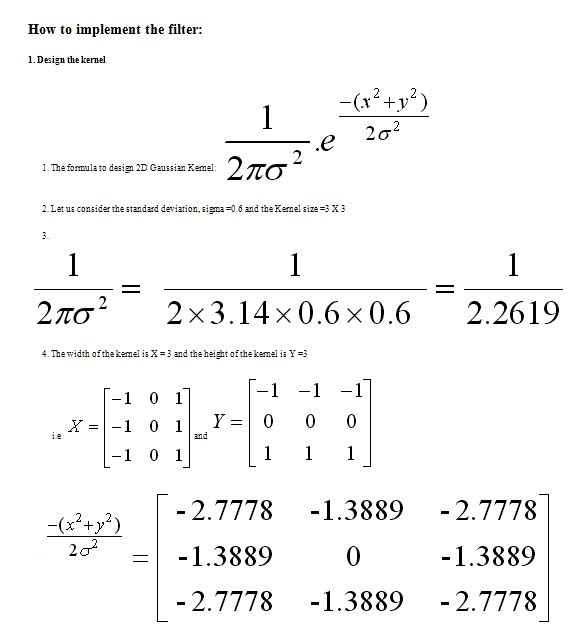 How to implement the filter:
1. Design the kernel
1. The formula to design 2D Gaussian Kernel: 1/(2πσ²) .e^(−(x²+y²)/(2σ²))
2. Let us consider the standard deviation, sigma =0.6 and the Kernel size =3 X 3
3.
1/(2πσ²) = 1/(2×3.14×0.6×0.6) = 1/2.2619
4. The width of the kernel is X = 3 and the height of the kernel is Y =3
i.e X = [−1 0 1; −1 0 1; −1 0 1] and Y = [−1 −1 −1; 0 0 0; 1 1 1]
−(x²+y²)/(2σ²) = [-2.7778 -1.3889 -2.7778; -1.3889 0 -1.3889; -2.7778 -1.3889 -2.7778]